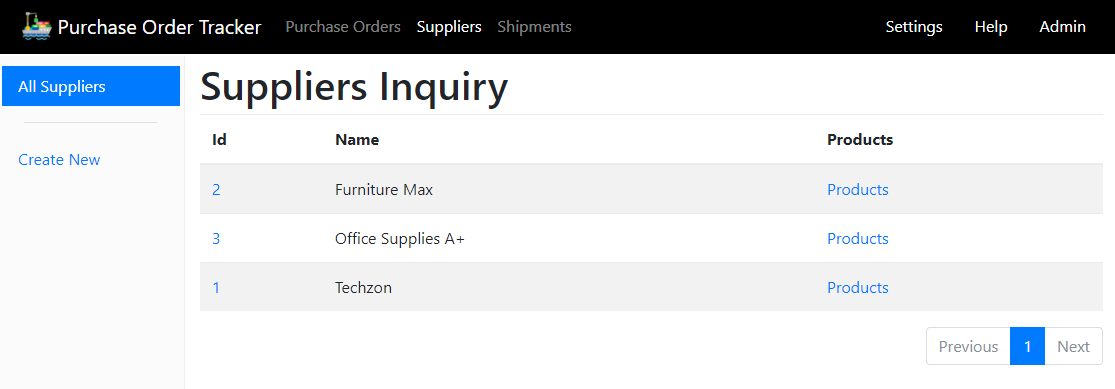 Purchase Order Tracker Purchase Orders Suppliers Shipments Settings Help Admin
All Suppliers
Create New
Suppliers Inquiry
Id Name Products
2 Furniture Max Products
3 Office Supplies A+ Products
1 Techzon Products
Previous 1 Next